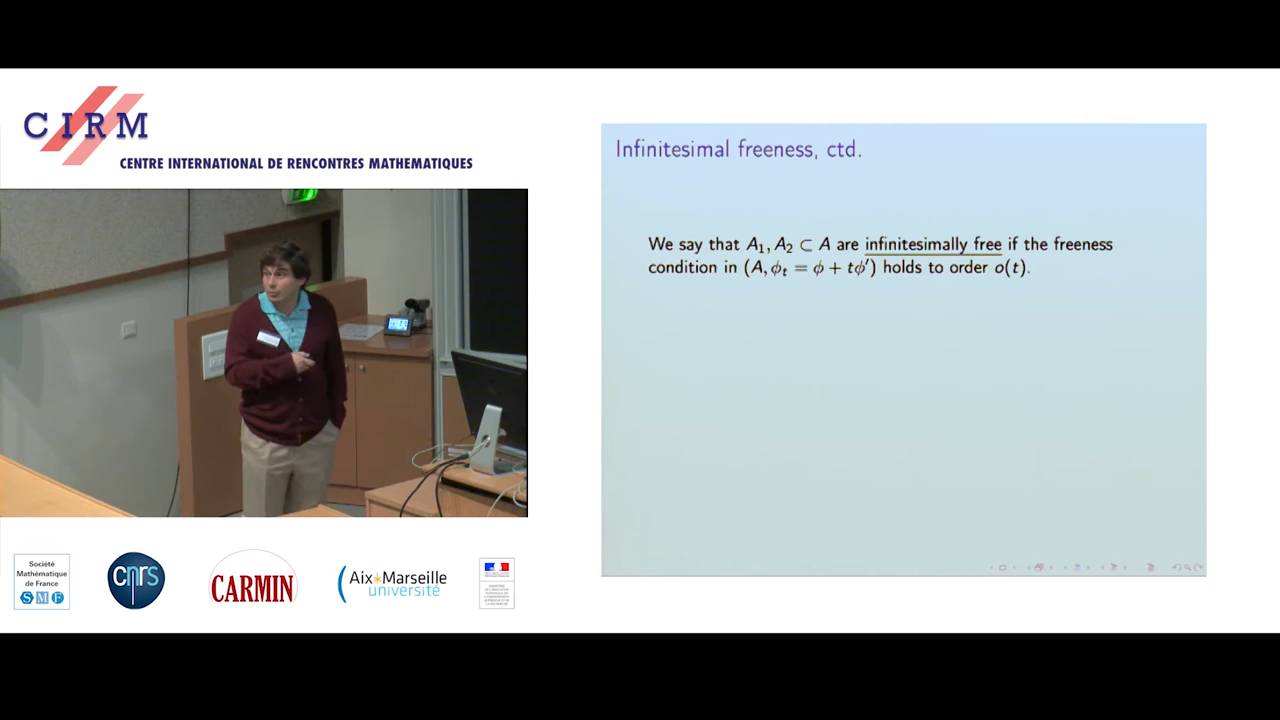 CIRM
CENTRE INTERNATIONAL DE RENCONTRES MATHEMATIQUES
Infinitesimal freeness, ctd.
We say that A₁, A₂ ⊂ A are infinitesimally free if the freeness
condition in (A, ϕₜ = ϕ + tϕ′) holds to order o(t).
Société
Mathématique
de France
S M F
cnrs
CARMIN
Aix*Marseille
université